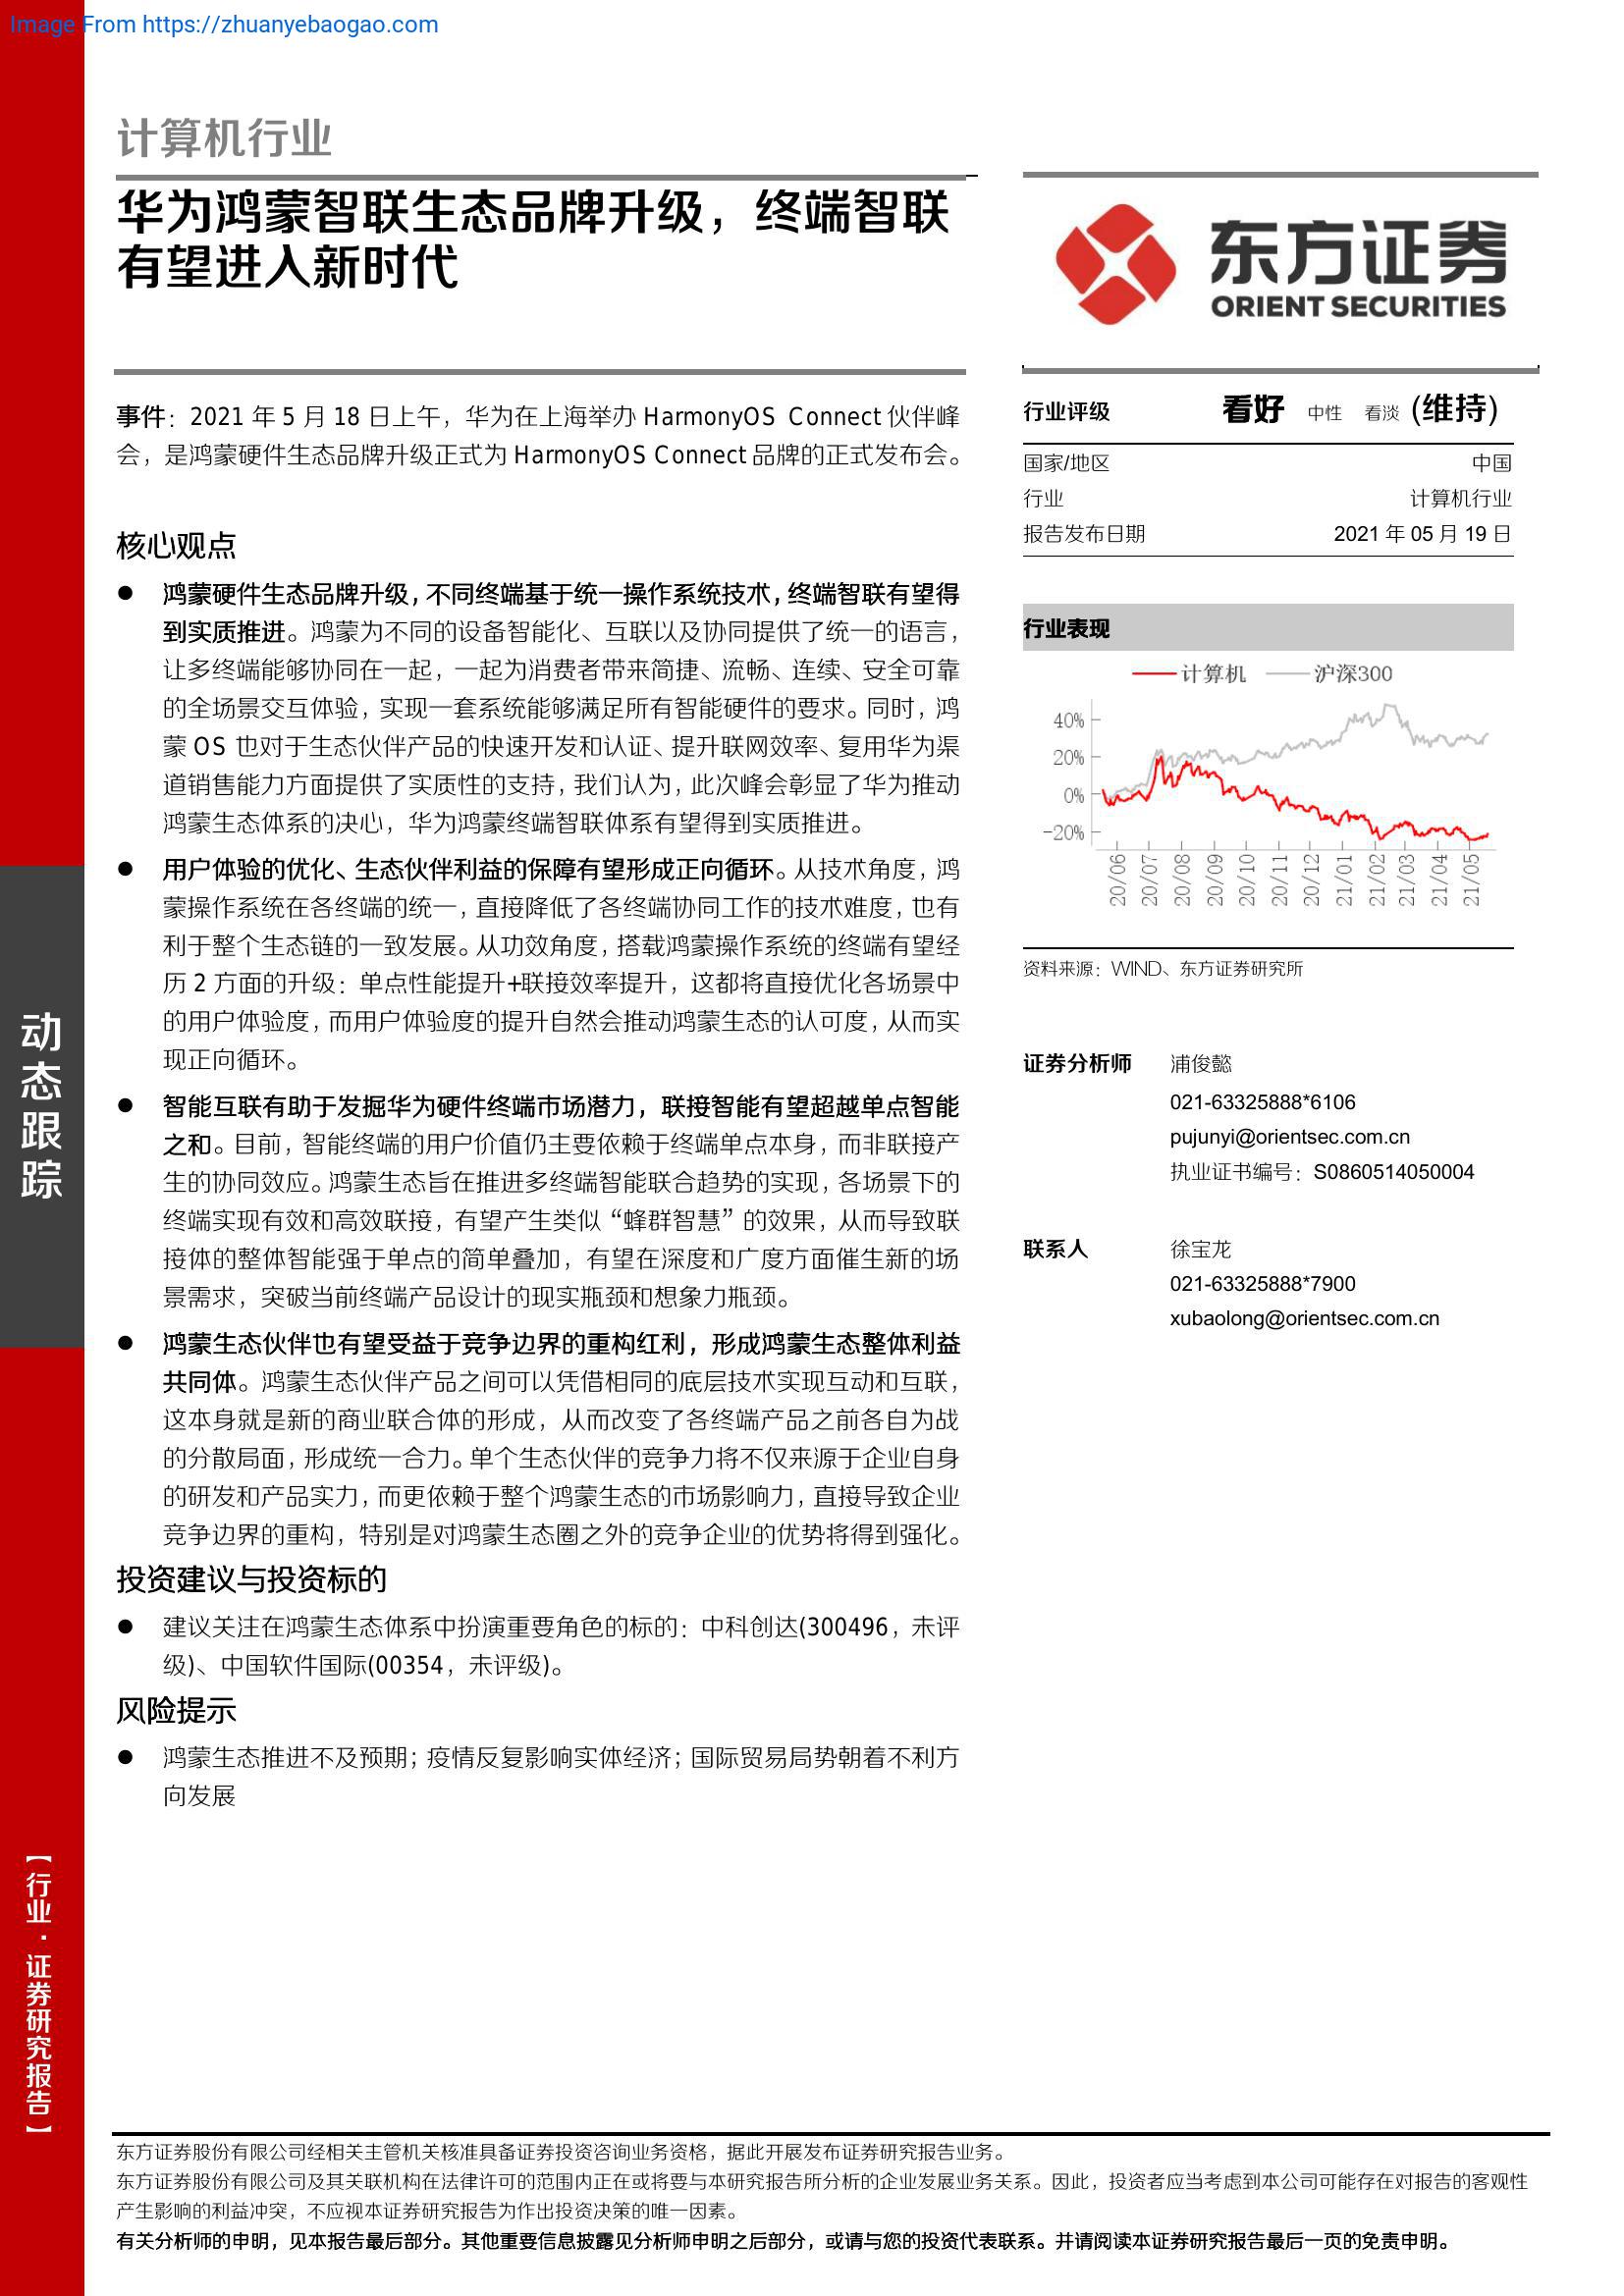 Image From https://zhuanyebaogao.com
计算机行业
华为鸿蒙智联生态品牌升级，终端智联
有望进入新时代
事件：2021 年 5 月 18 日上午，华为在上海举办 HarmonyOS Connect 伙伴峰
会，是鸿蒙硬件生态品牌升级正式为 HarmonyOS Connect 品牌的正式发布会。
核心观点
● 鸿蒙硬件生态品牌升级，不同终端基于统一操作系统技术，终端智联有望得
到实质推进。鸿蒙为不同的设备智能化、互联以及协同提供了统一的语言，
让多终端能够协同在一起，一起为消费者带来简捷、流畅、连续、安全可靠
的全场景交互体验，实现一套系统能够满足所有智能硬件的要求。同时，鸿
蒙 OS 也对于生态伙伴产品的快速开发和认证、提升联网效率、复用华为渠
道销售能力方面提供了实质性的支持，我们认为，此次峰会彰显了华为推动
鸿蒙生态体系的决心，华为鸿蒙终端智联体系有望得到实质推进。
● 用户体验的优化、生态伙伴利益的保障有望形成正向循环。从技术角度，鸿
蒙操作系统在各终端的统一，直接降低了各终端协同工作的技术难度，也有
利于整个生态链的一致发展。从功效角度，搭载鸿蒙操作系统的终端有望经
历 2 方面的升级：单点性能提升+联接效率提升，这都将直接优化各场景中
的用户体验度，而用户体验度的提升自然会推动鸿蒙生态的认可度，从而实
现正向循环。
● 智能互联有助于发掘华为硬件终端市场潜力，联接智能有望超越单点智能
之和。目前，智能终端的用户价值仍主要依赖于终端单点本身，而非联接产
生的协同效应。鸿蒙生态旨在推进多终端智能联合趋势的实现，各场景下的
终端实现有效和高效联接，有望产生类似“蜂群智慧”的效果，从而导致联
接体的整体智能强于单点的简单叠加，有望在深度和广度方面催生新的场
景需求，突破当前终端产品设计的现实瓶颈和想象力瓶颈。
● 鸿蒙生态伙伴也有望受益于竞争边界的重构红利，形成鸿蒙生态整体利益
共同体。鸿蒙生态伙伴产品之间可以凭借相同的底层技术实现互动和互联，
这本身就是新的商业联合体的形成，从而改变了各终端产品之前各自为战
的分散局面，形成统一合力。单个生态伙伴的竞争力将不仅来源于企业自身
的研发和产品实力，而更依赖于整个鸿蒙生态的市场影响力，直接导致企业
竞争边界的重构，特别是对鸿蒙生态圈之外的竞争企业的优势将得到强化。
投资建议与投资标的
● 建议关注在鸿蒙生态体系中扮演重要角色的标的：中科创达(300496，未评
级)、中国软件国际(00354，未评级)。
风险提示
● 鸿蒙生态推进不及预期；疫情反复影响实体经济；国际贸易局势朝着不利方
向发展
东方证券
ORIENT SECURITIES
行业评级 看好 中性 看淡 (维持)
国家/地区 中国
行业 计算机行业
报告发布日期 2021 年 05 月 19 日
行业表现
计算机 沪深300
40%
20%
0%
-20%
20/06 20/07 20/08 20/09 20/10 20/11 20/12 21/01 21/02 21/03 21/04 21/05
资料来源：WIND、东方证券研究所
证券分析师 浦俊懿
021-63325888*6106
pujunyi@orientsec.com.cn
执业证书编号：S0860514050004
联系人 徐宝龙
021-63325888*7900
xubaolong@orientsec.com.cn
动态跟踪
【行业·证券研究报告】
东方证券股份有限公司经相关主管机关核准具备证券投资咨询业务资格，据此开展发布证券研究报告业务。
东方证券股份有限公司及其关联机构在法律许可的范围内正在或将要与本研究报告所分析的企业发展业务关系。因此，投资者应当考虑到本公司可能存在对报告的客观性
产生影响的利益冲突，不应视本证券研究报告为作出投资决策的唯一因素。
有关分析师的申明，见本报告最后部分。其他重要信息披露见分析师申明之后部分，或请与您的投资代表联系。并请阅读本证券研究报告最后一页的免责申明。